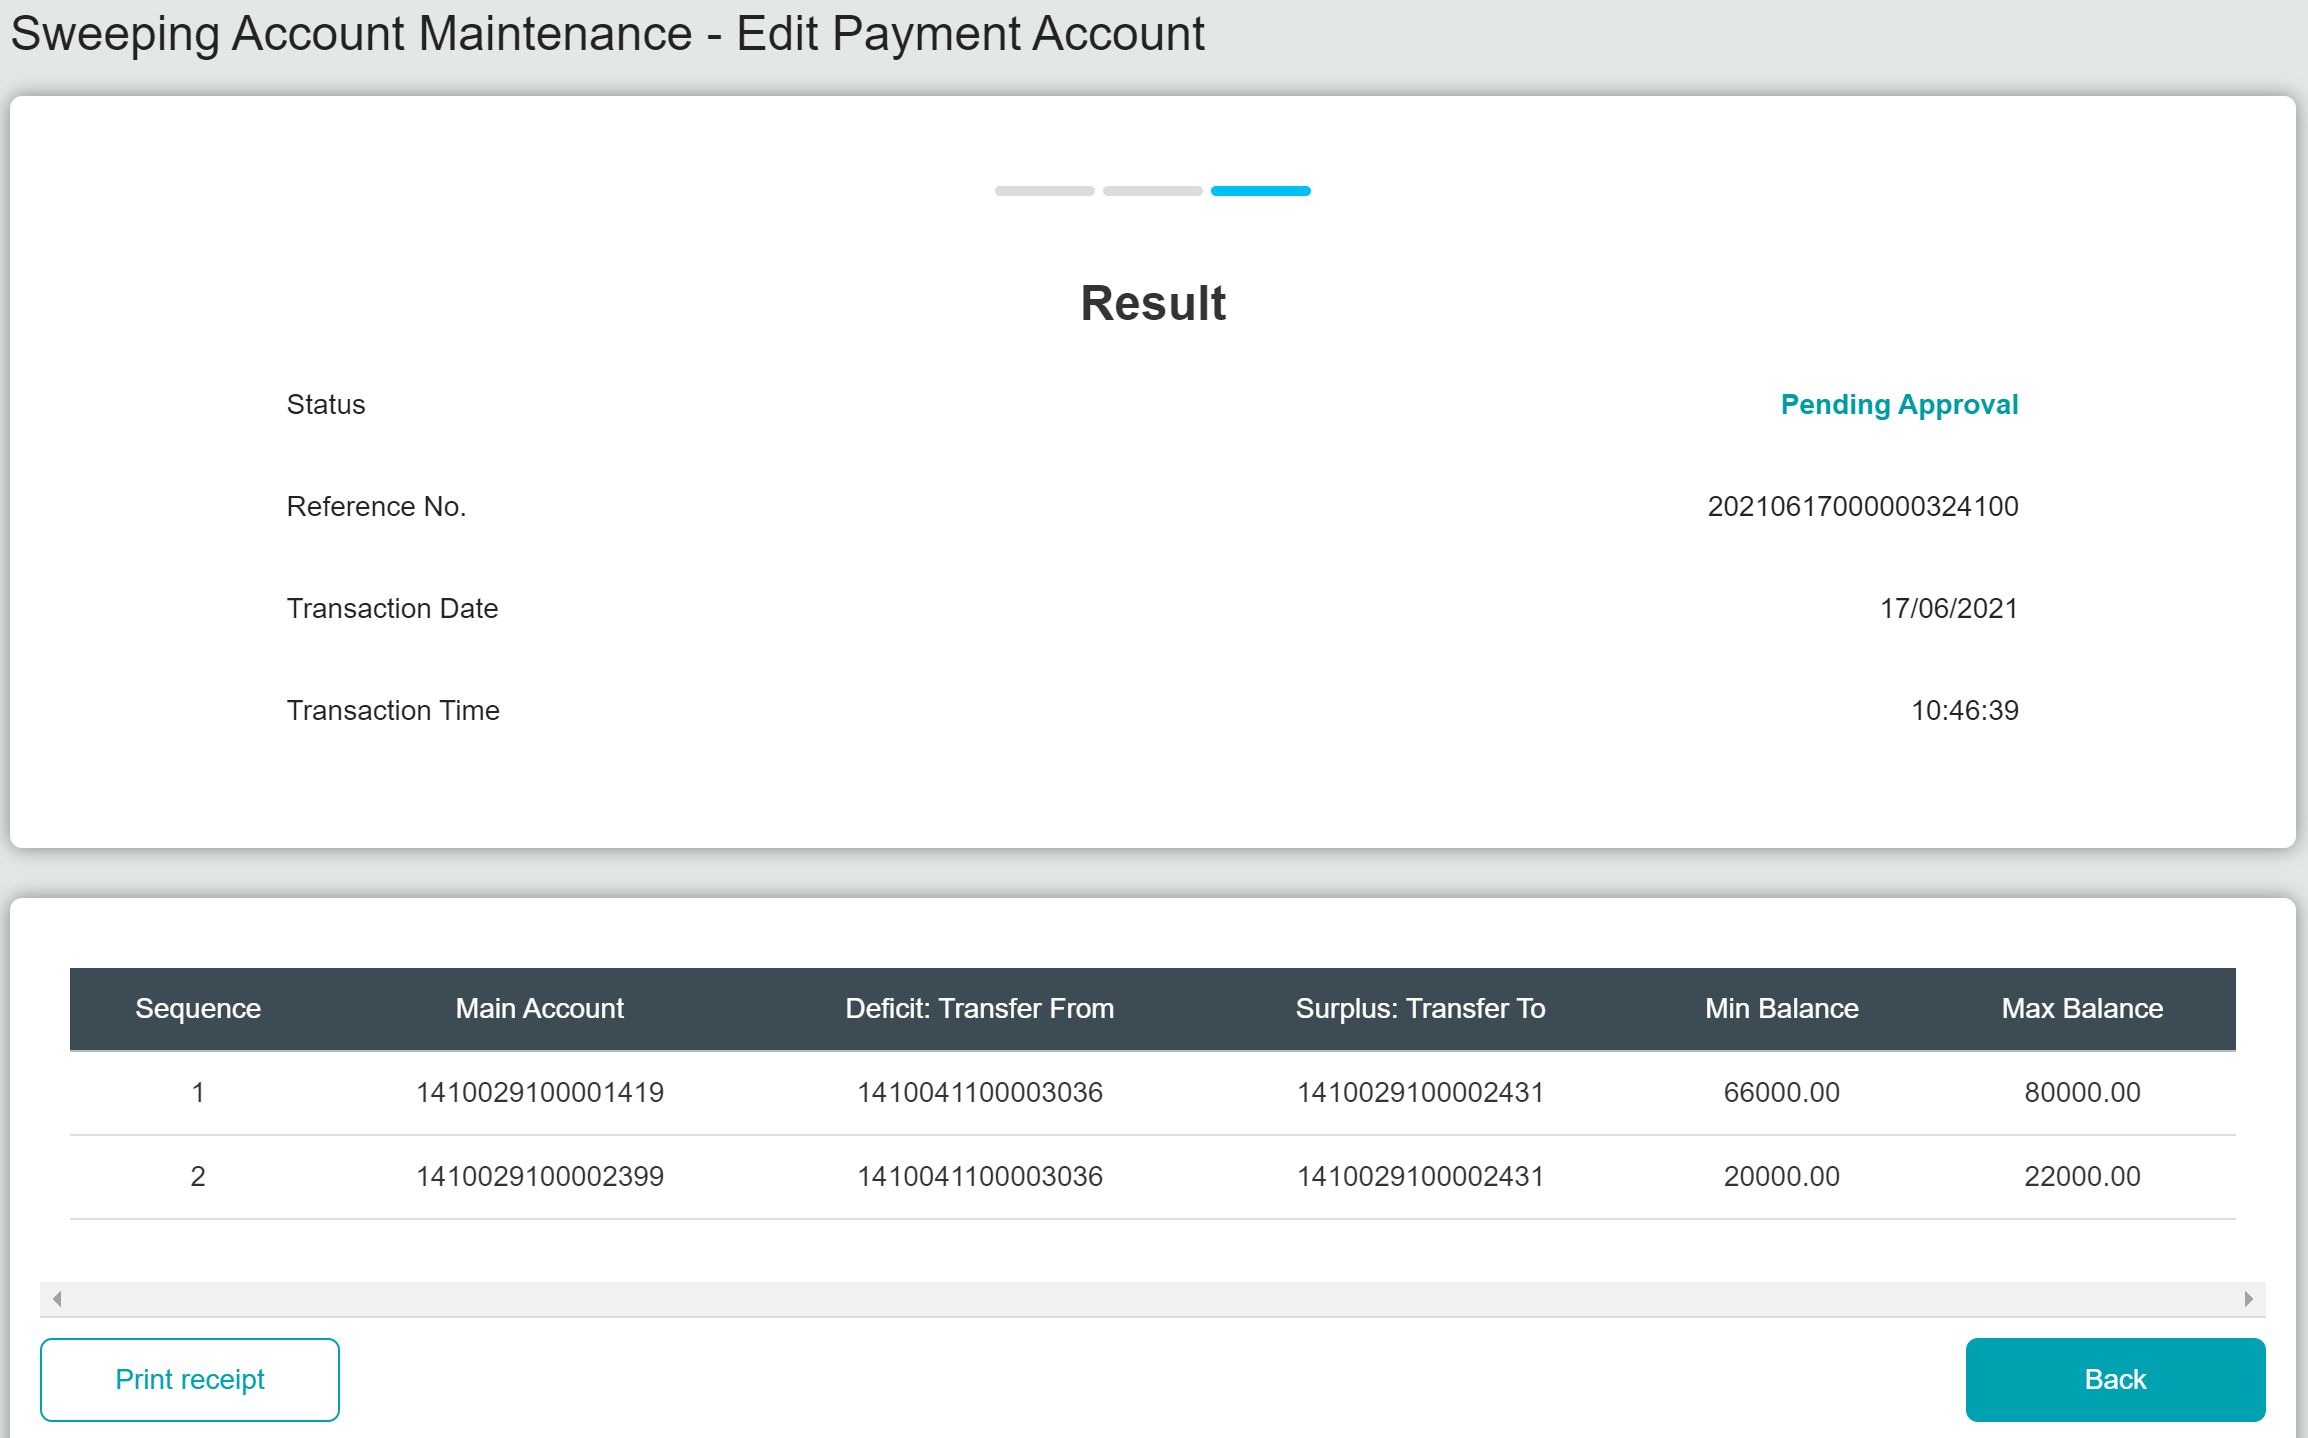 Sweeping Account Maintenance - Edit Payment Account
Result
Status Pending Approval
Reference No. 20210617000000324100
Transaction Date 17/06/2021
Transaction Time 10:46:39
Sequence Main Account Deficit: Transfer From Surplus: Transfer To Min Balance Max Balance
1 1410029100001419 1410041100003036 1410029100002431 66000.00 80000.00
2 1410029100002399 1410041100003036 1410029100002431 20000.00 22000.00
Print receipt Back